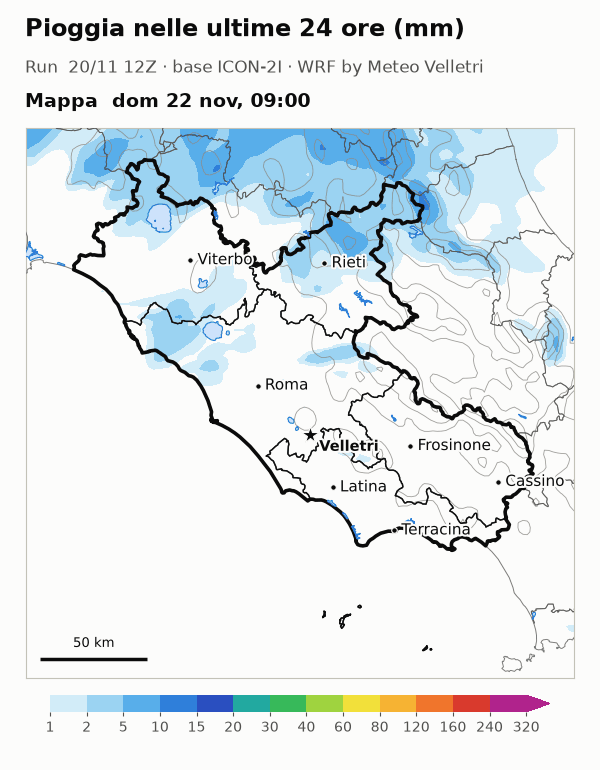 Pioggia nelle ultime 24 ore (mm)
Run  20/11 12Z · base ICON-2I · WRF by Meteo Velletri
Mappa  dom 22 nov, 09:00
Viterbo
Rieti
Roma
Velletri
Frosinone
Latina
Cassino
Terracina
50 km
1 2 5 10 15 20 30 40 60 80 120 160 240 320